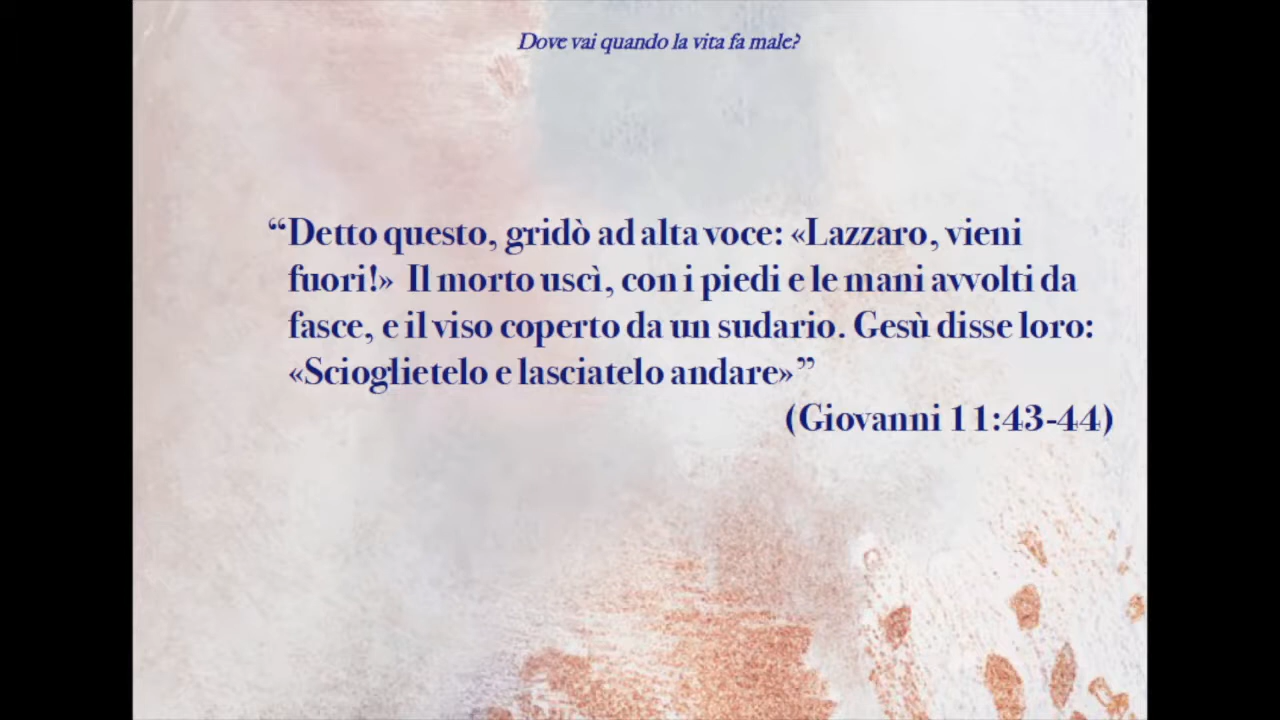 Dove vai quando la vita fa male?
“Detto questo, gridò ad alta voce: «Lazzaro, vieni
fuori!» Il morto uscì, con i piedi e le mani avvolti da
fasce, e il viso coperto da un sudario. Gesù disse loro:
«Scioglietelo e lasciatelo andare»”
(Giovanni 11:43-44)